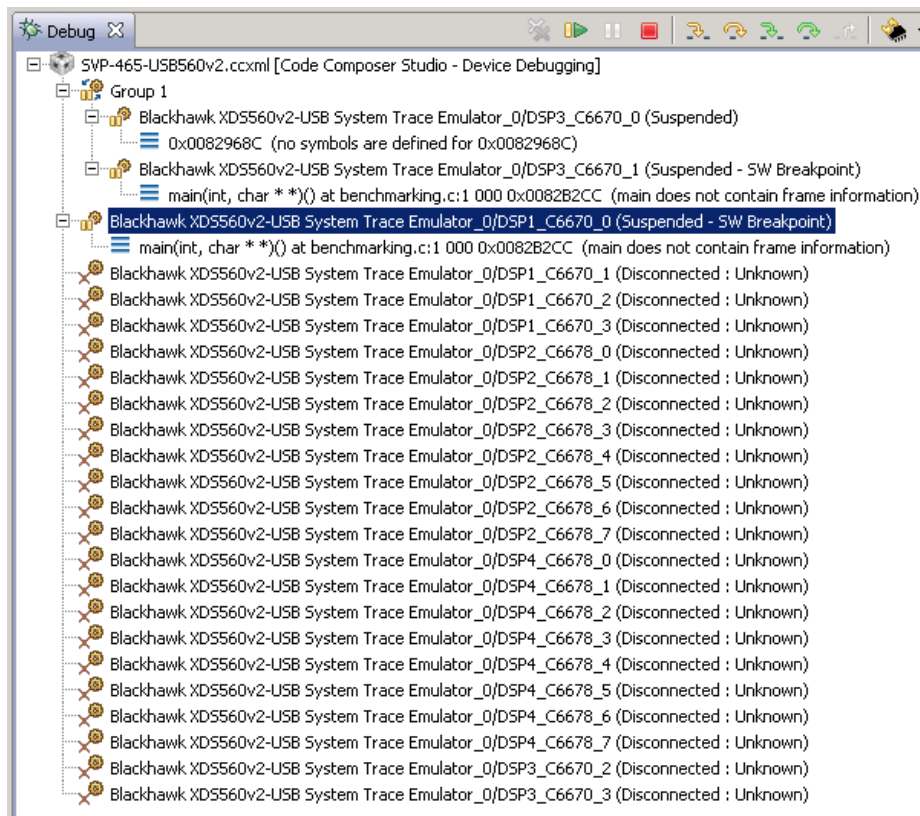 Debug
SVP-465-USB560v2.ccxml [Code Composer Studio - Device Debugging]
Group 1
Blackhawk XDS560v2-USB System Trace Emulator_0/DSP3_C6670_0 (Suspended)
0x0082968C (no symbols are defined for 0x0082968C)
Blackhawk XDS560v2-USB System Trace Emulator_0/DSP3_C6670_1 (Suspended - SW Breakpoint)
main(int, char * *)() at benchmarking.c:1 000 0x0082B2CC (main does not contain frame information)
Blackhawk XDS560v2-USB System Trace Emulator_0/DSP1_C6670_0 (Suspended - SW Breakpoint)
main(int, char * *)() at benchmarking.c:1 000 0x0082B2CC (main does not contain frame information)
Blackhawk XDS560v2-USB System Trace Emulator_0/DSP1_C6670_1 (Disconnected : Unknown)
Blackhawk XDS560v2-USB System Trace Emulator_0/DSP1_C6670_2 (Disconnected : Unknown)
Blackhawk XDS560v2-USB System Trace Emulator_0/DSP1_C6670_3 (Disconnected : Unknown)
Blackhawk XDS560v2-USB System Trace Emulator_0/DSP2_C6678_0 (Disconnected : Unknown)
Blackhawk XDS560v2-USB System Trace Emulator_0/DSP2_C6678_1 (Disconnected : Unknown)
Blackhawk XDS560v2-USB System Trace Emulator_0/DSP2_C6678_2 (Disconnected : Unknown)
Blackhawk XDS560v2-USB System Trace Emulator_0/DSP2_C6678_3 (Disconnected : Unknown)
Blackhawk XDS560v2-USB System Trace Emulator_0/DSP2_C6678_4 (Disconnected : Unknown)
Blackhawk XDS560v2-USB System Trace Emulator_0/DSP2_C6678_5 (Disconnected : Unknown)
Blackhawk XDS560v2-USB System Trace Emulator_0/DSP2_C6678_6 (Disconnected : Unknown)
Blackhawk XDS560v2-USB System Trace Emulator_0/DSP2_C6678_7 (Disconnected : Unknown)
Blackhawk XDS560v2-USB System Trace Emulator_0/DSP4_C6678_0 (Disconnected : Unknown)
Blackhawk XDS560v2-USB System Trace Emulator_0/DSP4_C6678_1 (Disconnected : Unknown)
Blackhawk XDS560v2-USB System Trace Emulator_0/DSP4_C6678_2 (Disconnected : Unknown)
Blackhawk XDS560v2-USB System Trace Emulator_0/DSP4_C6678_3 (Disconnected : Unknown)
Blackhawk XDS560v2-USB System Trace Emulator_0/DSP4_C6678_4 (Disconnected : Unknown)
Blackhawk XDS560v2-USB System Trace Emulator_0/DSP4_C6678_5 (Disconnected : Unknown)
Blackhawk XDS560v2-USB System Trace Emulator_0/DSP4_C6678_6 (Disconnected : Unknown)
Blackhawk XDS560v2-USB System Trace Emulator_0/DSP4_C6678_7 (Disconnected : Unknown)
Blackhawk XDS560v2-USB System Trace Emulator_0/DSP3_C6670_2 (Disconnected : Unknown)
Blackhawk XDS560v2-USB System Trace Emulator_0/DSP3_C6670_3 (Disconnected : Unknown)